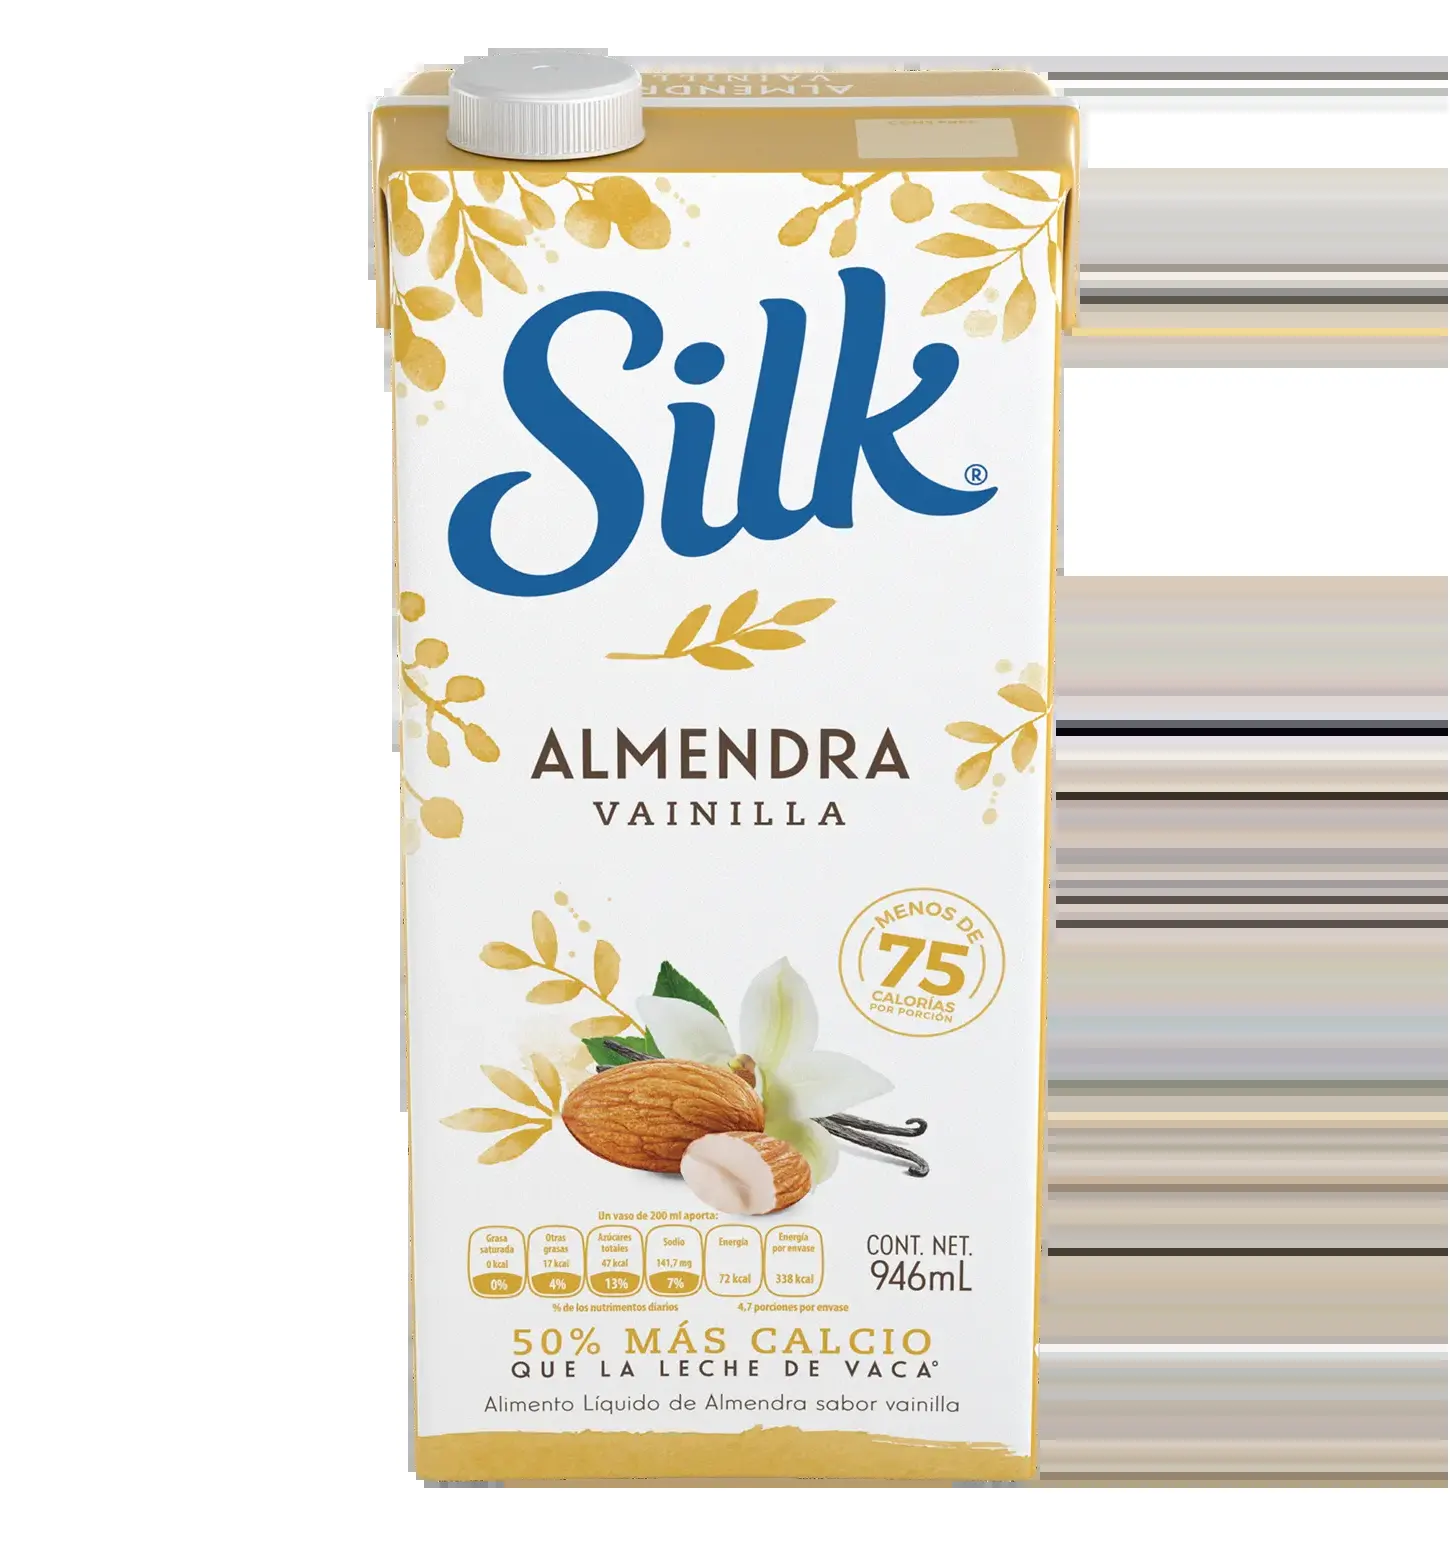 ALMENDRA
VAINILLA
Silk®
ALMENDRA
VAINILLA
MENOS DE
75
CALORÍAS
POR PORCIÓN
Un vaso de 200 ml aporta:
Grasa saturada 0 kcal 0%
Otras grasas 17 kcal 4%
Azúcares totales 47 kcal 13%
Sodio 141,7 mg 7%
Energía 72 kcal
Energía por envase 338 kcal
% de los nutrimentos diarios
4,7 porciones por envase
CONT. NET.
946mL
50% MÁS CALCIO
QUE LA LECHE DE VACA°
Alimento Líquido de Almendra sabor vainilla